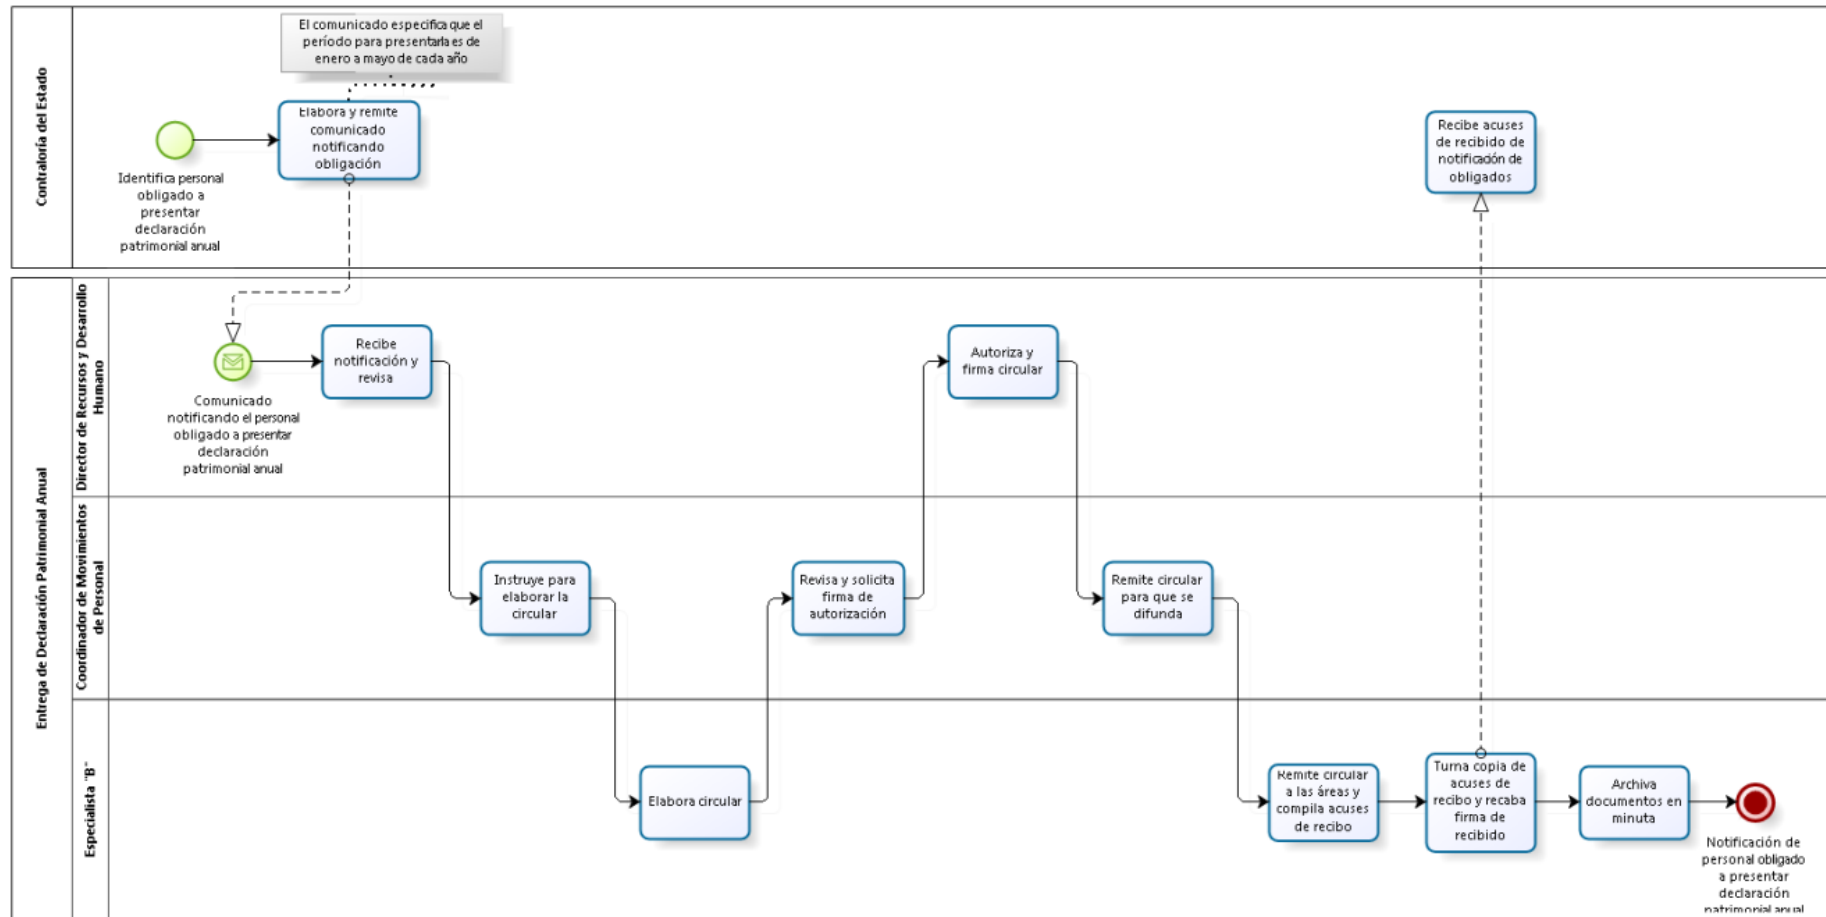 El comunicado especifica que el
período para presentarla es de
enero a mayo de cada año
Contraloría del Estado
Elabora y remite
comunicado
notificando
obligación
Identifica personal
obligado a
presentar
declaración
patrimonial anual
Recibe acuses
de recibido de
notificación de
obligados
Entrega de Declaración Patrimonial Anual
Director de Recursos y Desarrollo
Humano
Recibe
notificación y
revisa
Comunicado
notificando el personal
obligado a presentar
declaración
patrimonial anual
Autoriza y
firma circular
Coordinador de Movimientos
de Personal
Instruye para
elaborar la
circular
Revisa y solicita
firma de
autorización
Remite circular
para que se
difunda
Especialista "B"
Elabora circular
Remite circular
a las áreas y
compila acuses
de recibo
Turna copia de
acuses de
recibo y recaba
firma de
recibido
Archiva
documentos en
minuta
Notificación de
personal obligado
a presentar
declaración
patrimonial anual